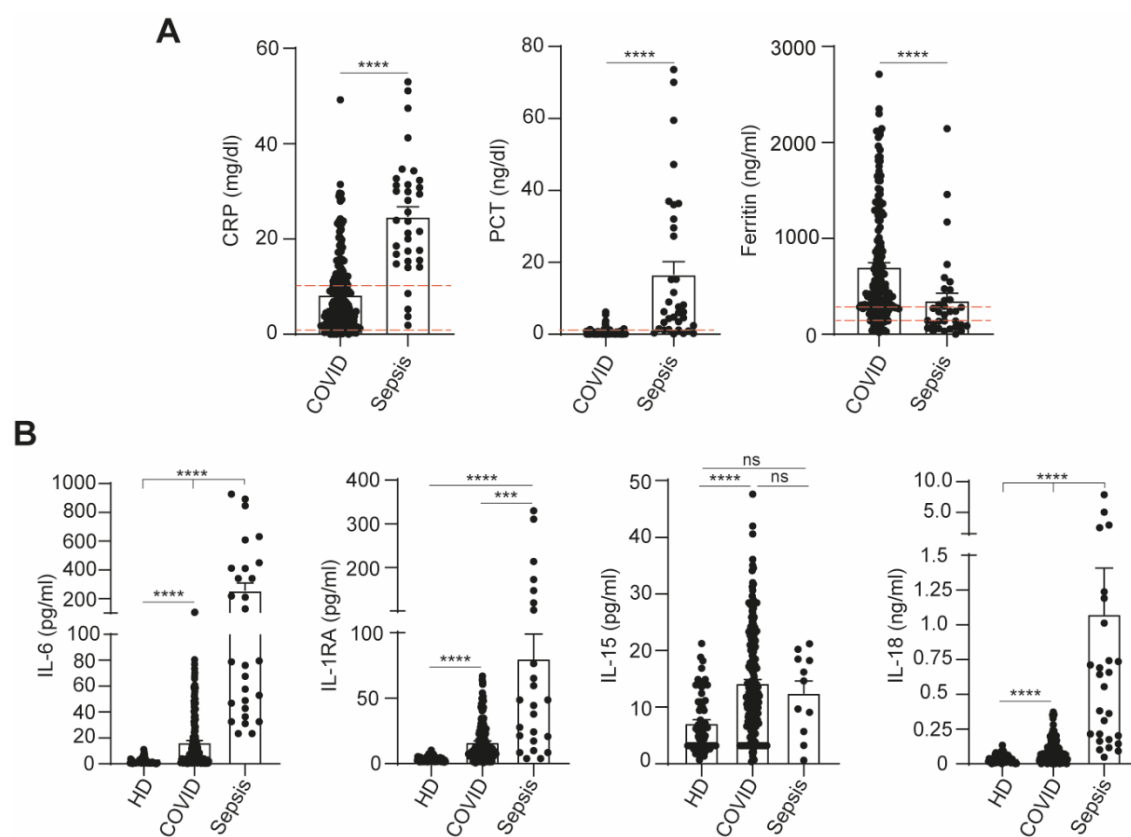 A
CRP (mg/dl)
60
40
20
0
****
COVID
Sepsis
PCT (ng/dl)
80
60
40
20
0
****
COVID
Sepsis
Ferritin (ng/ml)
3000
2000
1000
0
****
COVID
Sepsis
B
IL-6 (pg/ml)
1000
800
600
400
200
100
80
60
40
20
0
****
****
HD
COVID
Sepsis
IL-1RA (pg/ml)
400
300
200
100
50
0
****
***
****
HD
COVID
Sepsis
IL-15 (pg/ml)
50
40
30
20
10
0
ns
****
ns
HD
COVID
Sepsis
IL-18 (ng/ml)
10.0
5.0
1.5
1.25
0.75
0.5
0.25
0
****
****
HD
COVID
Sepsis